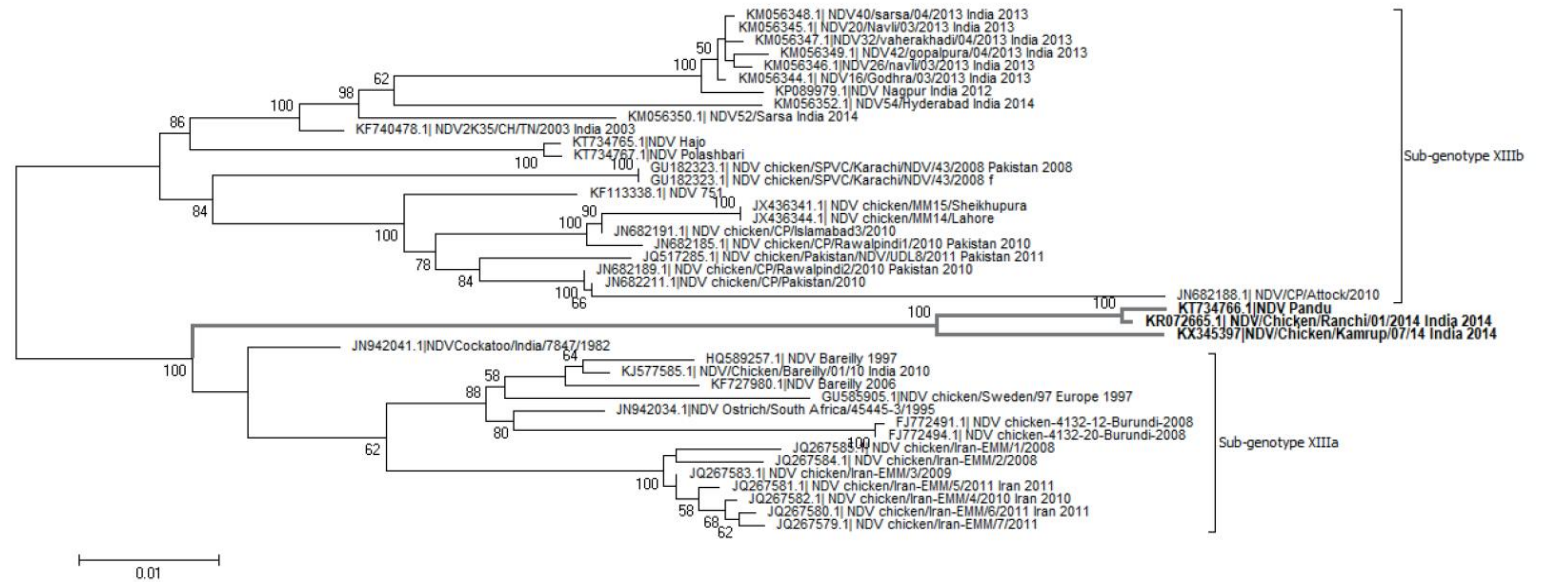 KM056348.1| NDV40/sarsa/04/2013 India 2013
KM056345.1| NDV20/Navli/03/2013 India 2013
KM056347.1|NDV32/vaherakhadi/04/2013 India 2013
50
KM056349.1| NDV42/gopalpura/04/2013 India 2013
100
KM056346.1|NDV26/navli/03/2013 India 2013
62
KM056344.1| NDV16/Godhra/03/2013 India 2013
98
KP089979.1|NDV Nagpur India 2012
100
KM056352.1| NDV54/Hyderabad India 2014
86
KM056350.1| NDV52/Sarsa India 2014
KF740478.1| NDV2K35/CH/TN/2003 India 2003
KT734765.1|NDV Hajo
100
KT734767.1|NDV Polashbari
Sub-genotype XIIIb
100
GU182323.1| NDV chicken/SPVC/Karachi/NDV/43/2008 Pakistan 2008
GU182323.1| NDV chicken/SPVC/Karachi/NDV/43/2008 f
KF113338.1| NDV 751
84
100
JX436341.1| NDV chicken/MM15/Sheikhupura
90
JX436344.1| NDV chicken/MM14/Lahore
100
JN682191.1| NDV chicken/CP/Islamabad3/2010
100
JN682185.1| NDV chicken/CP/Rawalpindi1/2010 Pakistan 2010
78
JQ517285.1| NDV chicken/Pakistan/NDV/UDL8/2011 Pakistan 2011
84
JN682189.1| NDV chicken/CP/Rawalpindi2/2010 Pakistan 2010
JN682211.1|NDV chicken/CP/Pakistan/2010
100
66
JN682188.1| NDV/CP/Attock/2010
100
KT734766.1|NDV Pandu
100
KR072665.1| NDV/Chicken/Ranchi/01/2014 India 2014
KX345397|NDV/Chicken/Kamrup/07/14 India 2014
JN942041.1|NDVCockatoo/India/7847/1982
100
64
HQ589257.1| NDV Bareilly 1997
KJ577585.1| NDV/Chicken/Bareilly/01/10 India 2010
58
KF727980.1|NDV Bareilly 2006
88
GU585905.1|NDV chicken/Sweden/97 Europe 1997
JN942034.1|NDV Ostrich/South Africa/45445-3/1995
80
FJ772491.1| NDV chicken-4132-12-Burundi-2008
FJ772494.1| NDV chicken-4132-20-Burundi-2008
100
Sub-genotype XIIIa
62
JQ267585.1| NDV chicken/Iran-EMM/1/2008
JQ267584.1| NDV chicken/Iran-EMM/2/2008
JQ267583.1| NDV chicken/Iran-EMM/3/2009
100
JQ267581.1| NDV chicken/Iran-EMM/5/2011 Iran 2011
JQ267582.1| NDV chicken/Iran-EMM/4/2010 Iran 2010
58
JQ267580.1| NDV chicken/Iran-EMM/6/2011 Iran 2011
68
JQ267579.1| NDV chicken/Iran-EMM/7/2011
62
0.01